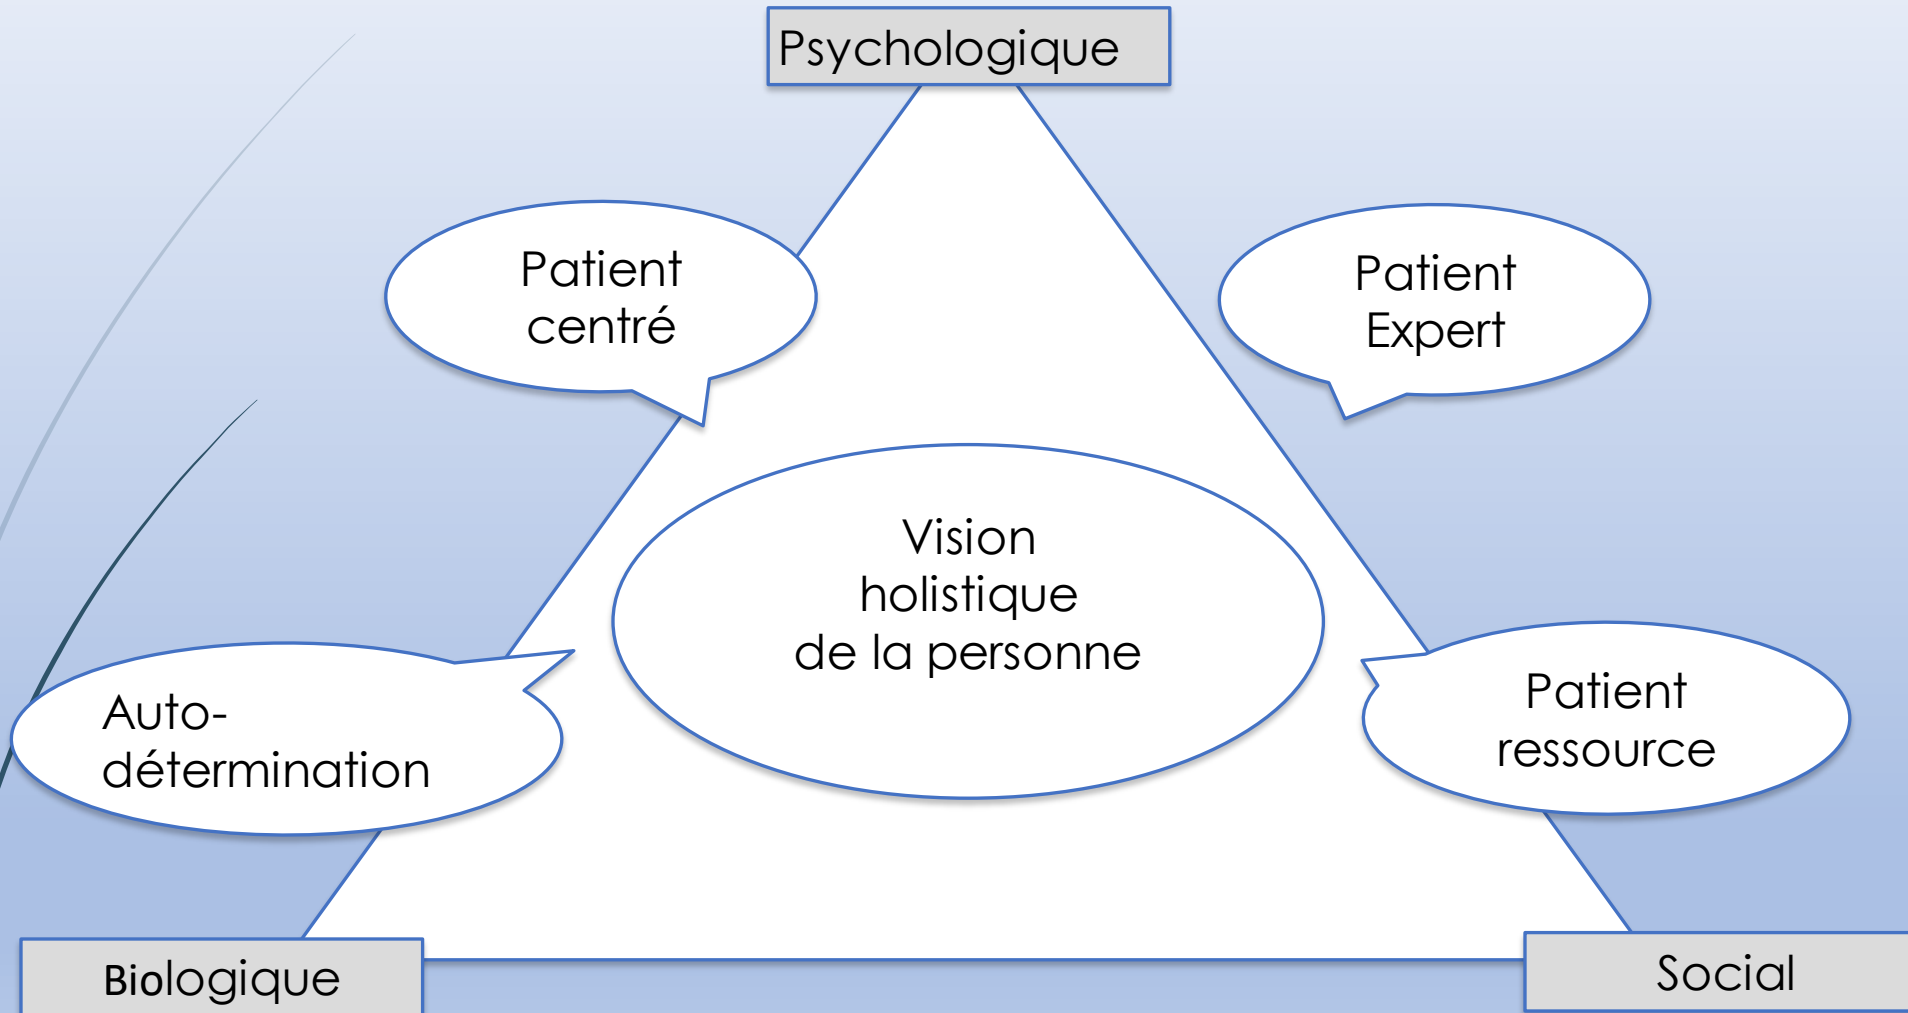 Psychologique
Patient
centré
Patient
Expert
Vision
holistique
de la personne
Auto-
détermination
Patient
ressource
Biologique
Social